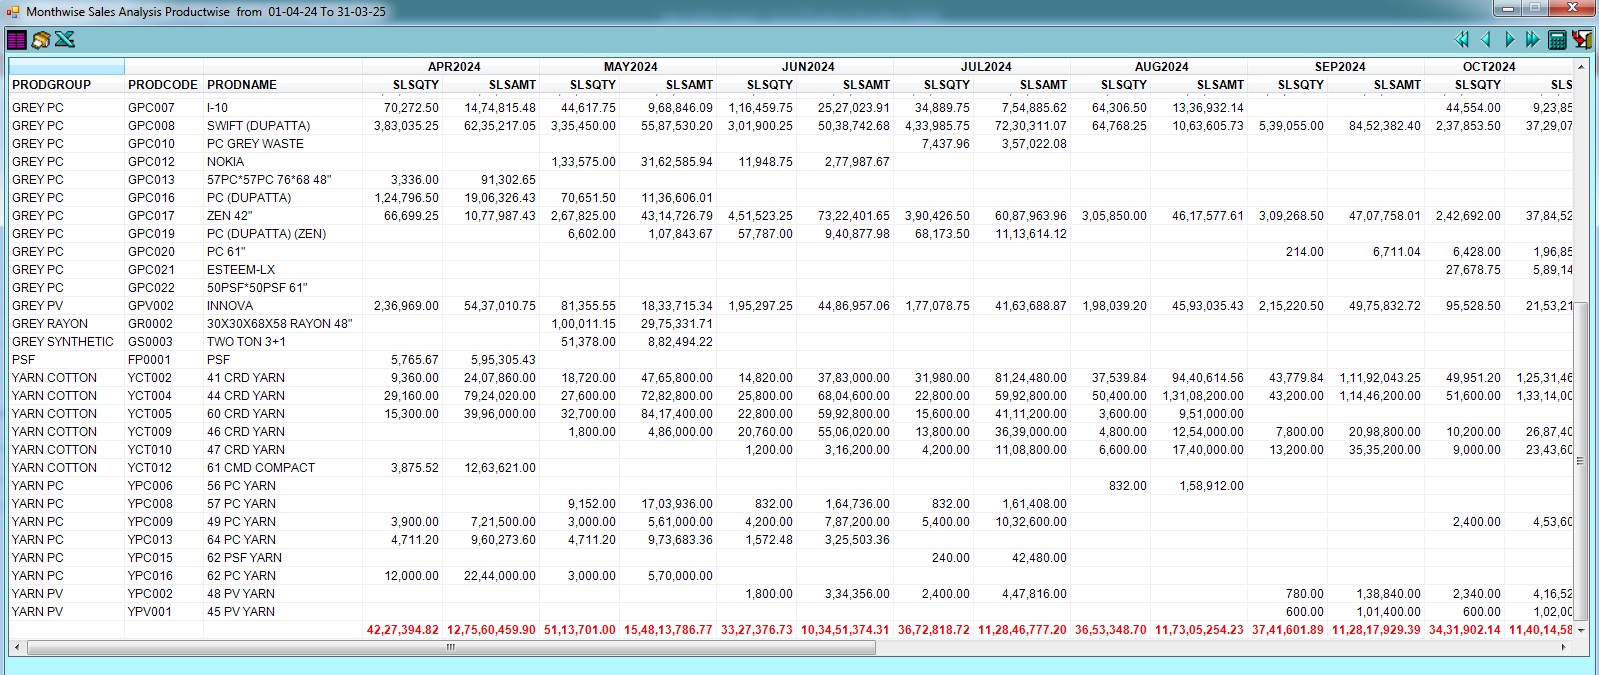 Monthwise Sales Analysis Productwise from 01-04-24 To 31-03-25
APR2024 MAY2024 JUN2024 JUL2024 AUG2024 SEP2024 OCT2024
PRODGROUP PRODCODE PRODNAME SLSQTY SLSAMT SLSQTY SLSAMT SLSQTY SLSAMT SLSQTY SLSAMT SLSQTY SLSAMT SLSQTY SLSAMT SLSQTY SLS
GREY PC GPC007 I-10 70,272.50 14,74,815.48 44,617.75 9,68,846.09 1,16,459.75 25,27,023.91 34,889.75 7,54,885.62 64,306.50 13,36,932.14 44,554.00 9,23,85
GREY PC GPC008 SWIFT (DUPATTA) 3,83,035.25 62,35,217.05 3,35,450.00 55,87,530.20 3,01,900.25 50,38,742.68 4,33,985.75 72,30,311.07 64,768.25 10,63,605.73 5,39,055.00 84,52,382.40 2,37,853.50 37,29,07
GREY PC GPC010 PC GREY WASTE 7,437.96 3,57,022.08
GREY PC GPC012 NOKIA 1,33,575.00 31,62,585.94 11,948.75 2,77,987.67
GREY PC GPC013 57PC*57PC 76*68 48" 3,336.00 91,302.65
GREY PC GPC016 PC (DUPATTA) 1,24,796.50 19,06,326.43 70,651.50 11,36,606.01
GREY PC GPC017 ZEN 42" 66,699.25 10,77,987.43 2,67,825.00 43,14,726.79 4,51,523.25 73,22,401.65 3,90,426.50 60,87,963.96 3,05,850.00 46,17,577.61 3,09,268.50 47,07,758.01 2,42,692.00 37,84,52
GREY PC GPC019 PC (DUPATTA) (ZEN) 6,602.00 1,07,843.67 57,787.00 9,40,877.98 68,173.50 11,13,614.12
GREY PC GPC020 PC 61" 214.00 6,711.04 6,428.00 1,96,85
GREY PC GPC021 ESTEEM-LX 27,678.75 5,89,14
GREY PC GPC022 50PSF*50PSF 61"
GREY PV GPV002 INNOVA 2,36,969.00 54,37,010.75 81,355.55 18,33,715.34 1,95,297.25 44,86,957.06 1,77,078.75 41,63,688.87 1,98,039.20 45,93,035.43 2,15,220.50 49,75,832.72 95,528.50 21,53,21
GREY RAYON GR0002 30X30X68X58 RAYON 48" 1,00,011.15 29,75,331.71
GREY SYNTHETIC GS0003 TWO TON 3+1 51,378.00 8,82,494.22
PSF FP0001 PSF 5,765.67 5,95,305.43
YARN COTTON YCT002 41 CRD YARN 9,360.00 24,07,860.00 18,720.00 47,65,800.00 14,820.00 37,83,000.00 31,980.00 81,24,480.00 37,539.84 94,40,614.56 43,779.84 1,11,92,043.25 49,951.20 1,25,31,46
YARN COTTON YCT004 44 CRD YARN 29,160.00 79,24,020.00 27,600.00 72,82,800.00 25,800.00 68,04,600.00 22,800.00 59,92,800.00 50,400.00 1,31,08,200.00 43,200.00 1,14,46,200.00 51,600.00 1,33,14,00
YARN COTTON YCT005 60 CRD YARN 15,300.00 39,96,000.00 32,700.00 84,17,400.00 22,800.00 59,92,800.00 15,600.00 41,11,200.00 3,600.00 9,51,000.00
YARN COTTON YCT009 46 CRD YARN 1,800.00 4,86,000.00 20,760.00 55,06,020.00 13,800.00 36,39,000.00 4,800.00 12,54,000.00 7,800.00 20,98,800.00 10,200.00 26,87,40
YARN COTTON YCT010 47 CRD YARN 1,200.00 3,16,200.00 4,200.00 11,08,800.00 6,600.00 17,40,000.00 13,200.00 35,35,200.00 9,000.00 23,43,60
YARN COTTON YCT012 61 CMD COMPACT 3,875.52 12,63,621.00
YARN PC YPC006 56 PC YARN 832.00 1,58,912.00
YARN PC YPC008 57 PC YARN 9,152.00 17,03,936.00 832.00 1,64,736.00 832.00 1,61,408.00
YARN PC YPC009 49 PC YARN 3,900.00 7,21,500.00 3,000.00 5,61,000.00 4,200.00 7,87,200.00 5,400.00 10,32,600.00 2,400.00 4,53,60
YARN PC YPC013 64 PC YARN 4,711.20 9,60,273.60 4,711.20 9,73,683.36 1,572.48 3,25,503.36
YARN PC YPC015 62 PSF YARN 240.00 42,480.00
YARN PC YPC016 62 PC YARN 12,000.00 22,44,000.00 3,000.00 5,70,000.00
YARN PV YPC002 48 PV YARN 1,800.00 3,34,356.00 2,400.00 4,47,816.00 780.00 1,38,840.00 2,340.00 4,16,52
YARN PV YPV001 45 PV YARN 600.00 1,01,400.00 600.00 1,02,00
42,27,394.82 12,75,60,459.90 51,13,701.00 15,48,13,786.77 33,27,376.73 10,34,51,374.31 36,72,818.72 11,28,46,777.20 36,53,348.70 11,73,05,254.23 37,41,601.89 11,28,17,929.39 34,31,902.14 11,40,14,58